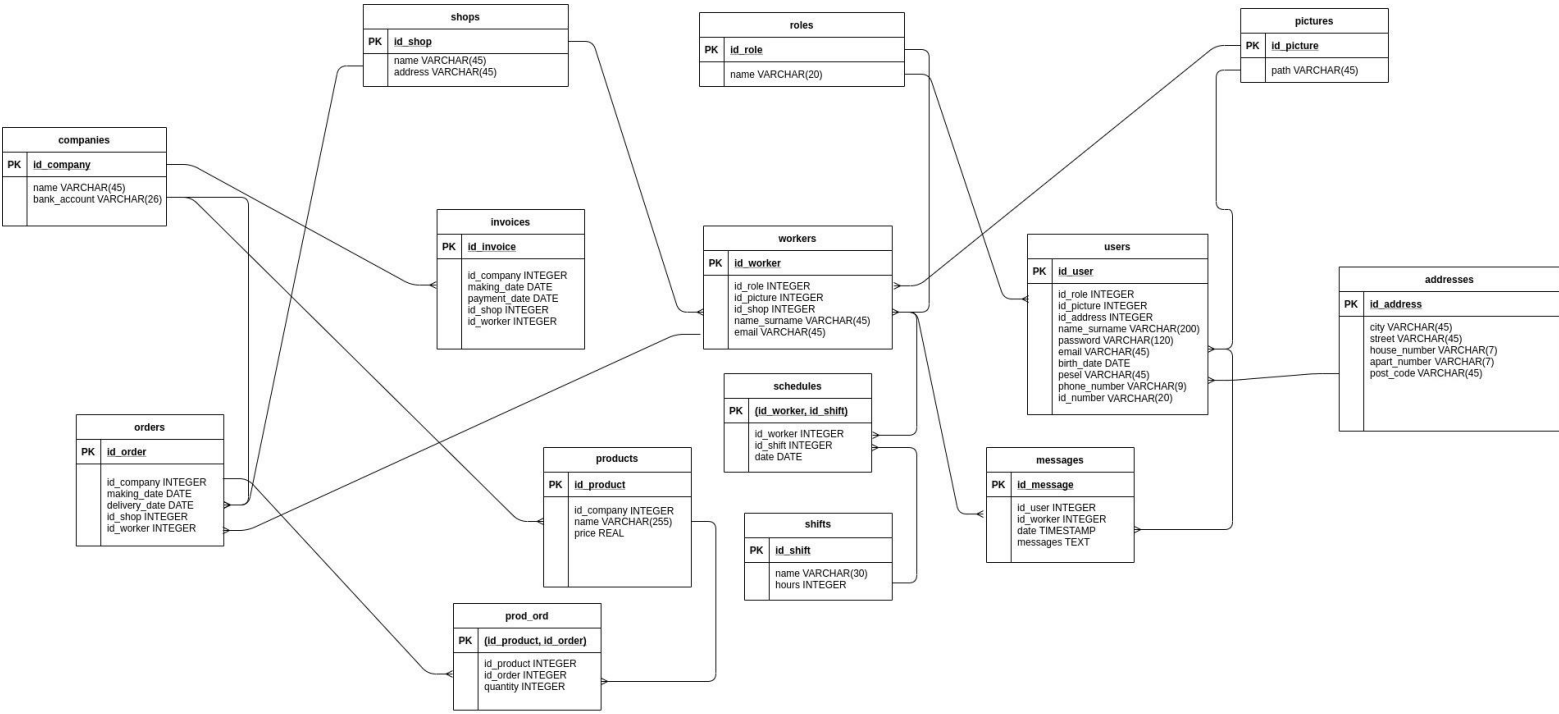 shops
PK id_shop
name VARCHAR(45)
address VARCHAR(45)
roles
PK id_role
name VARCHAR(20)
pictures
PK id_picture
path VARCHAR(45)
companies
PK id_company
name VARCHAR(45)
bank_account VARCHAR(26)
invoices
PK id_invoice
id_company INTEGER
making_date DATE
payment_date DATE
id_shop INTEGER
id_worker INTEGER
workers
PK id_worker
id_role INTEGER
id_picture INTEGER
id_shop INTEGER
name_surname VARCHAR(45)
email VARCHAR(45)
users
PK id_user
id_role INTEGER
id_picture INTEGER
id_address INTEGER
name_surname VARCHAR(200)
password VARCHAR(120)
email VARCHAR(45)
birth_date DATE
pesel VARCHAR(45)
phone_number VARCHAR(9)
id_number VARCHAR(20)
addresses
PK id_address
city VARCHAR(45)
street VARCHAR(45)
house_number VARCHAR(7)
apart_number VARCHAR(7)
post_code VARCHAR(45)
schedules
PK (id_worker, id_shift)
id_worker INTEGER
id_shift INTEGER
date DATE
orders
PK id_order
id_company INTEGER
making_date DATE
delivery_date DATE
id_shop INTEGER
id_worker INTEGER
products
PK id_product
id_company INTEGER
name VARCHAR(255)
price REAL
messages
PK id_message
id_user INTEGER
id_worker INTEGER
date TIMESTAMP
messages TEXT
shifts
PK id_shift
name VARCHAR(30)
hours INTEGER
prod_ord
PK (id_product, id_order)
id_product INTEGER
id_order INTEGER
quantity INTEGER